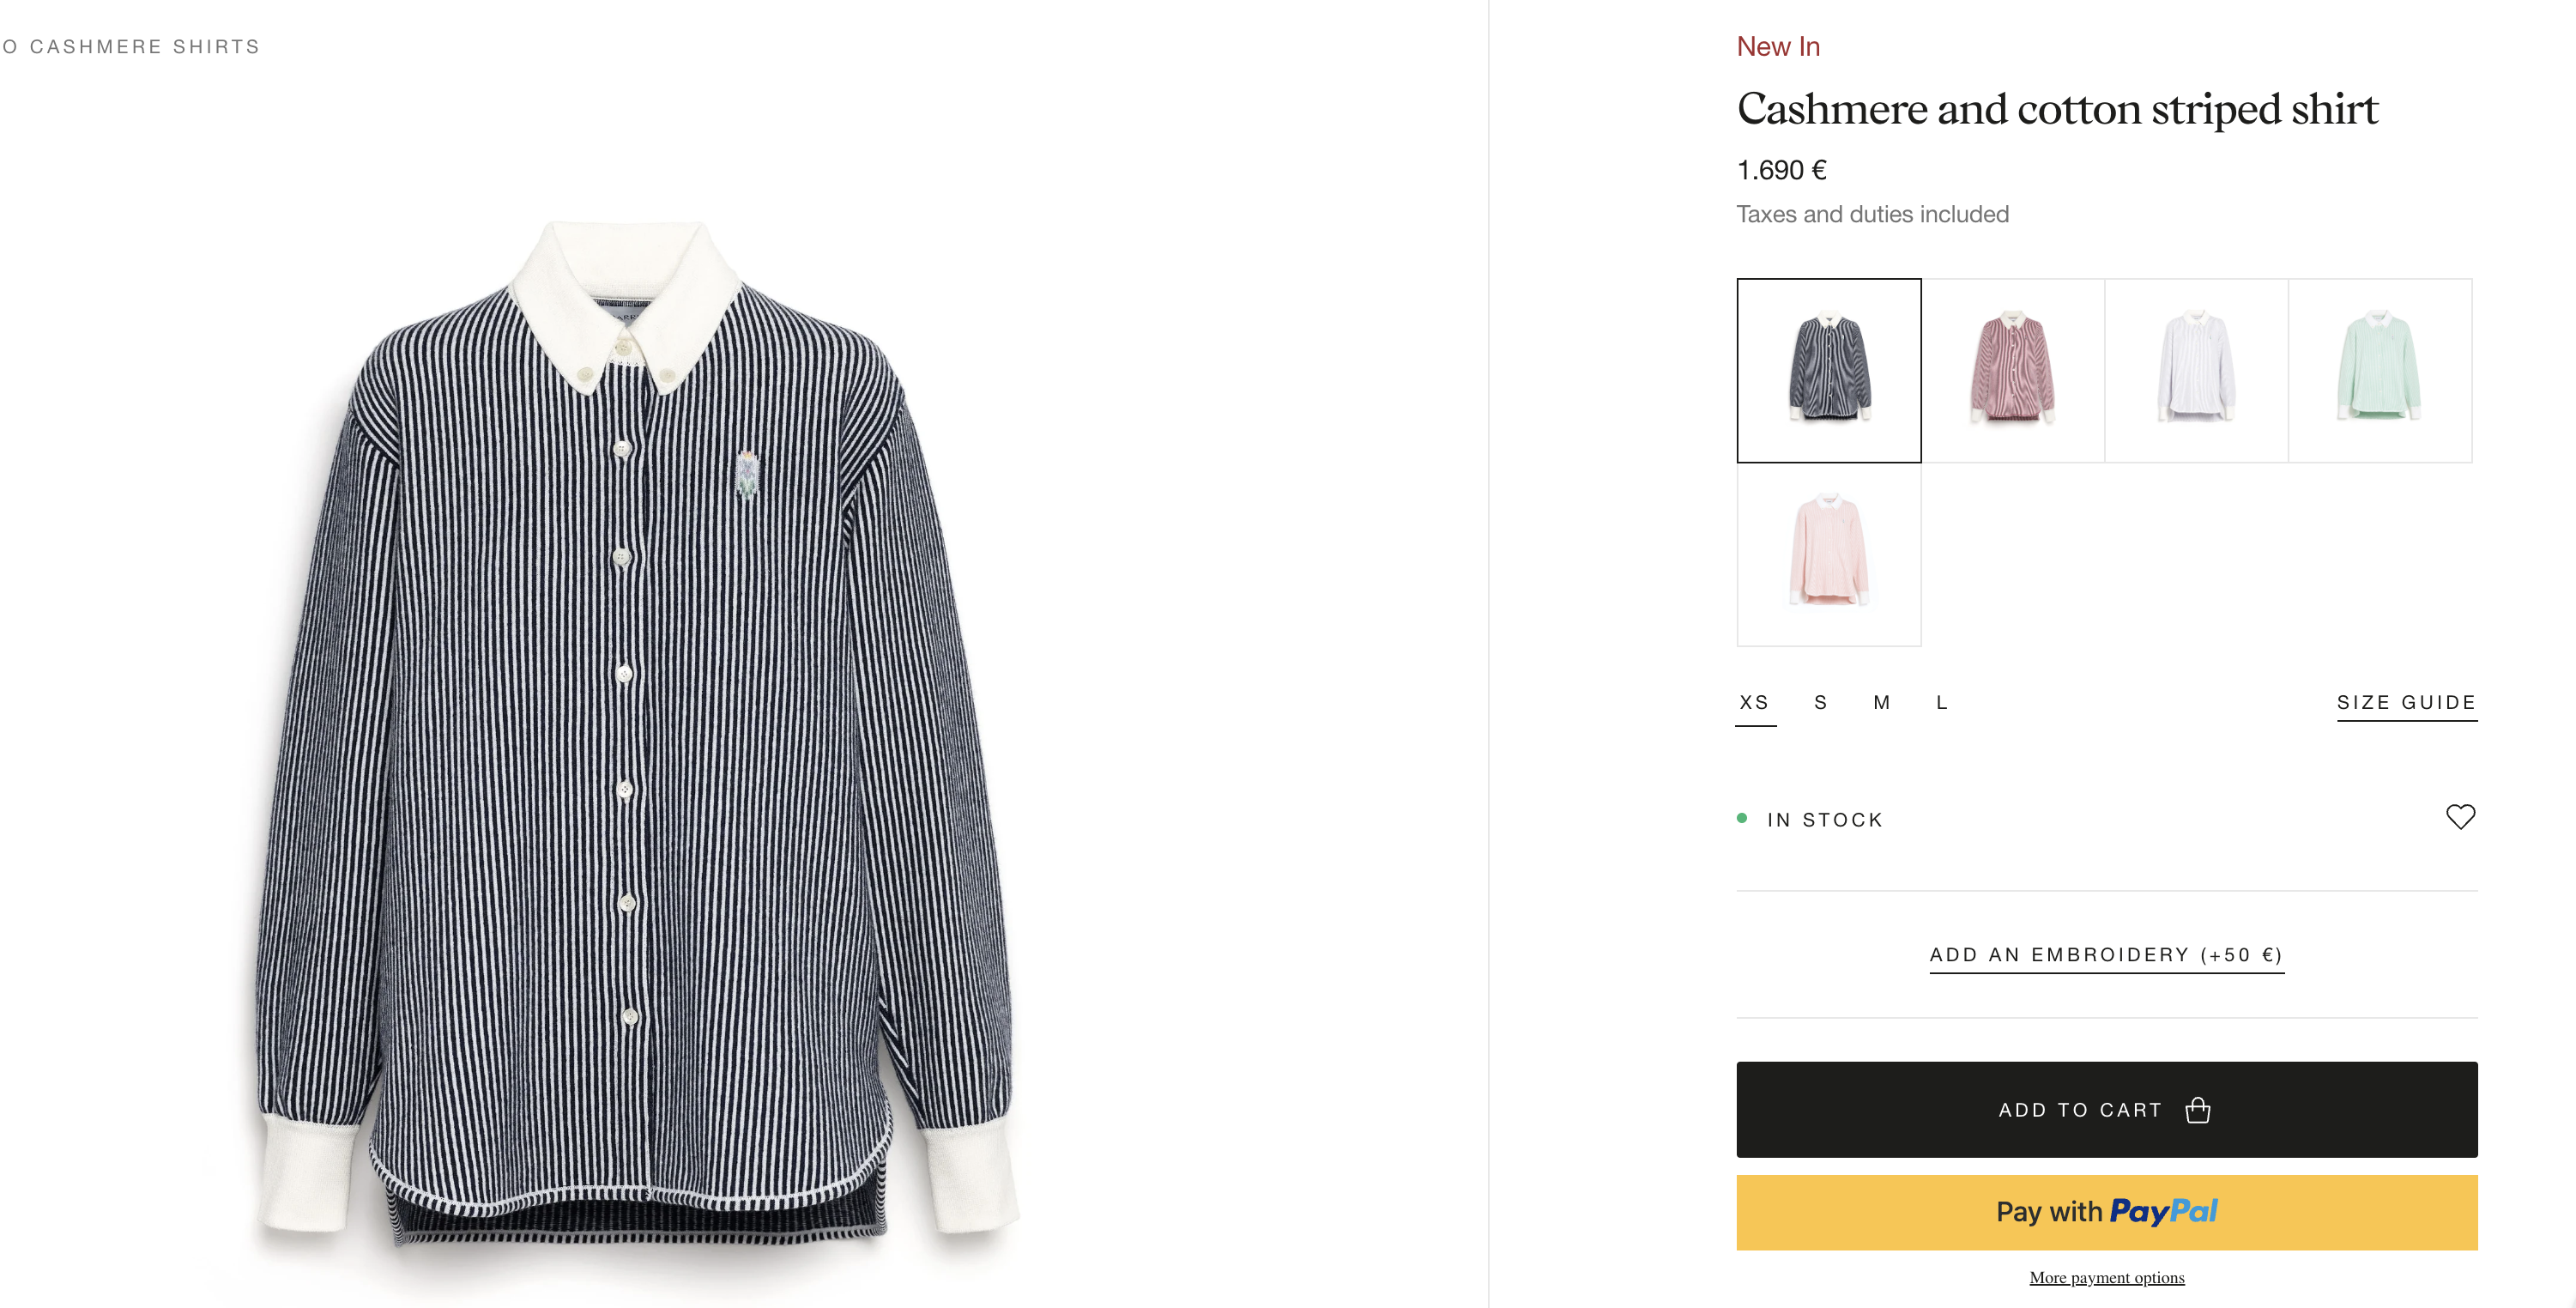 O CASHMERE SHIRTS
New In
Cashmere and cotton striped shirt
1.690 €
Taxes and duties included
XS S M L
SIZE GUIDE
IN STOCK
ADD AN EMBROIDERY (+50 €)
ADD TO CART
Pay with PayPal
More payment options